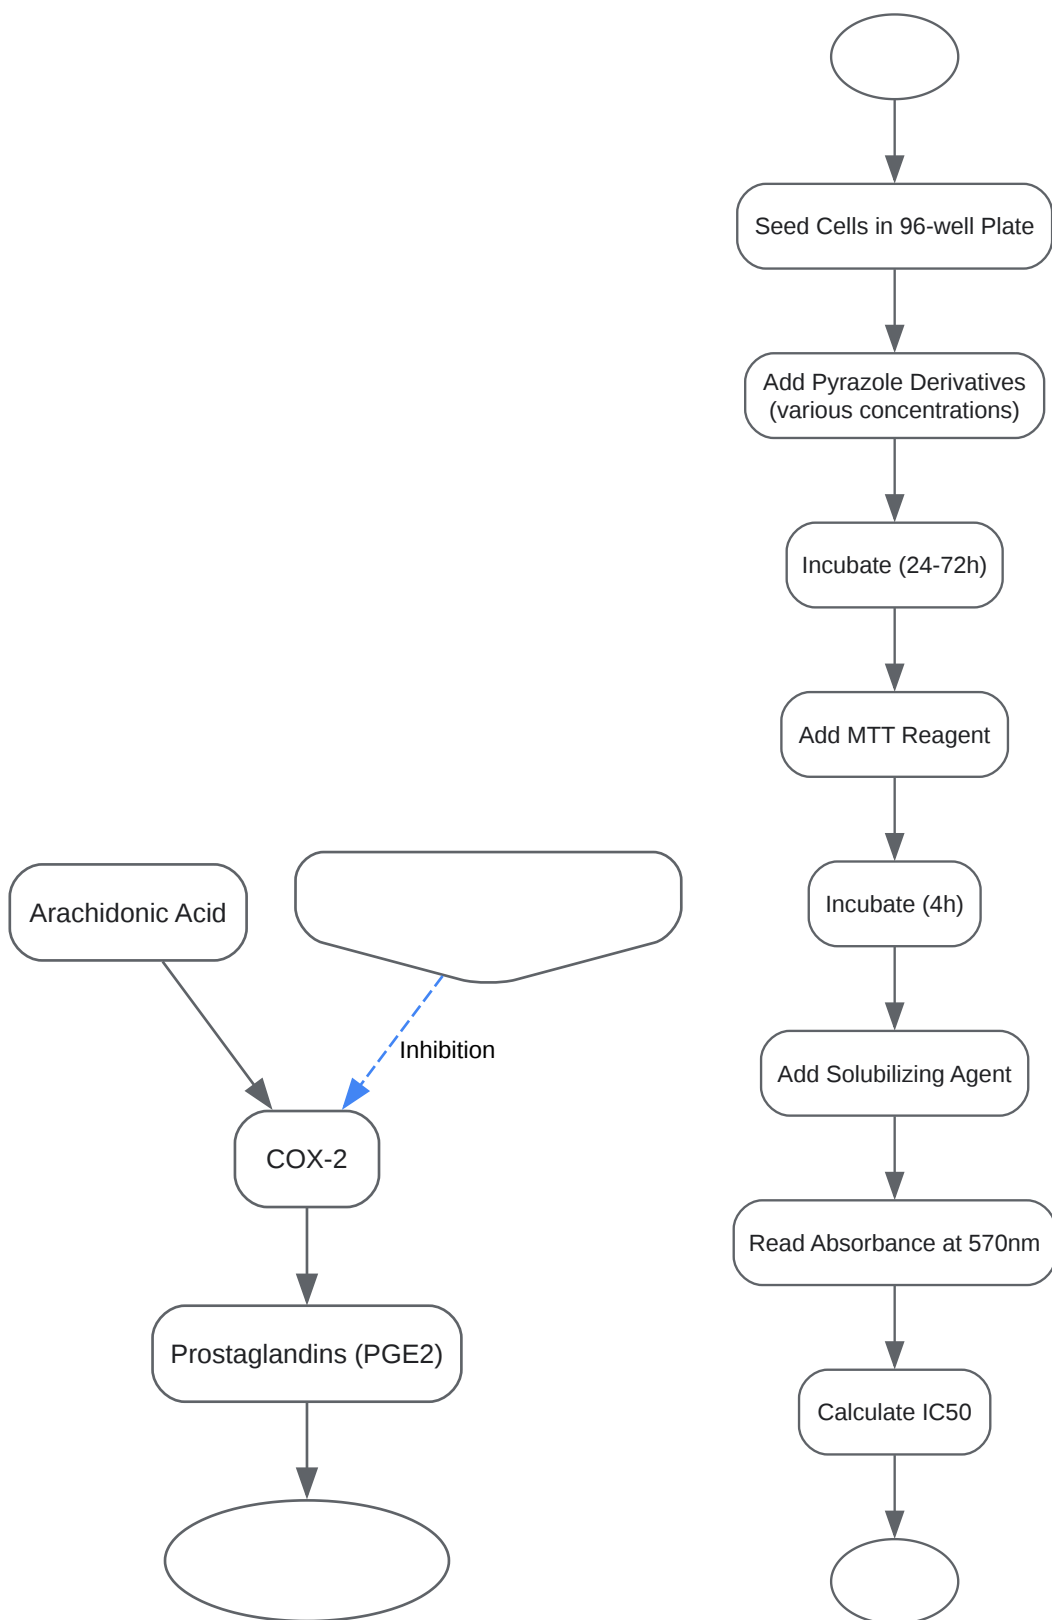 Arachidonic Acid
Inhibition
COX-2
Prostaglandins (PGE2)
Seed Cells in 96-well Plate
Add Pyrazole Derivatives
(various concentrations)
Incubate (24-72h)
Add MTT Reagent
Incubate (4h)
Add Solubilizing Agent
Read Absorbance at 570nm
Calculate IC50